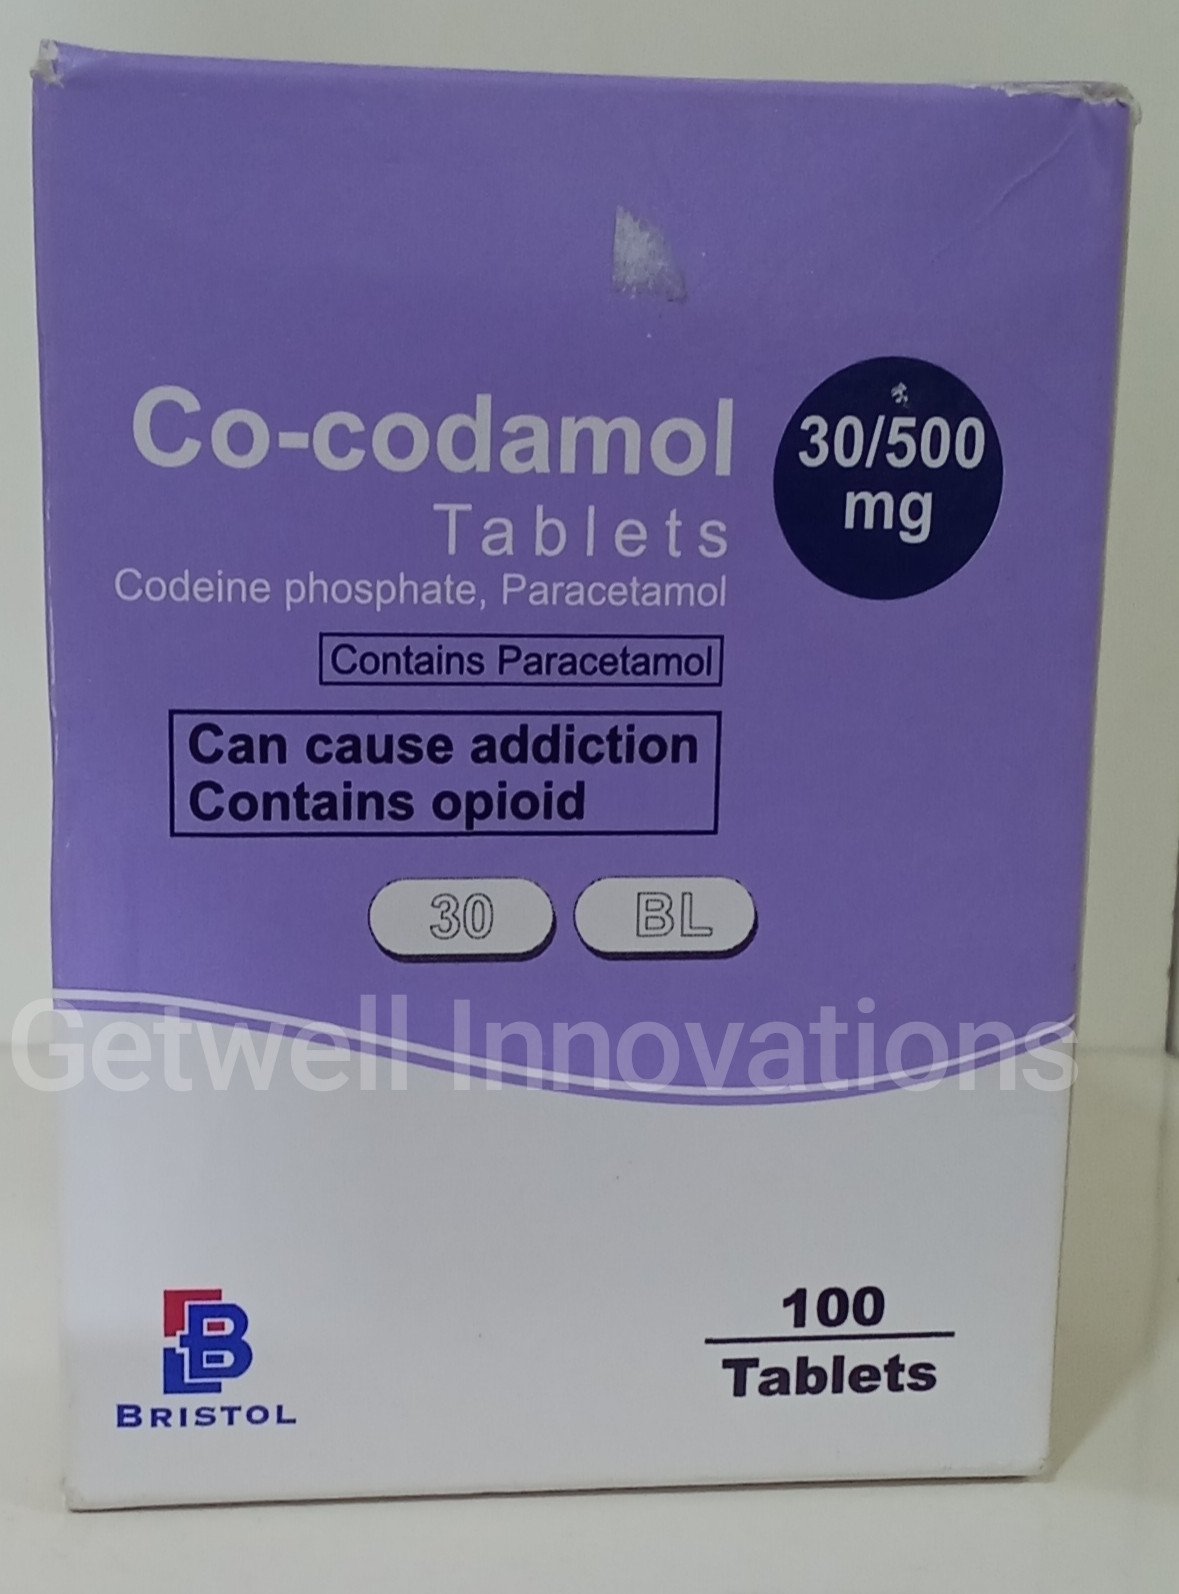 Co-codamol
30/500
mg
Tablets
Codeine phosphate, Paracetamol
Contains Paracetamol
Can cause addiction
Contains opioid
30
BL
Getwell Innovations
B
BRISTOL
100
Tablets